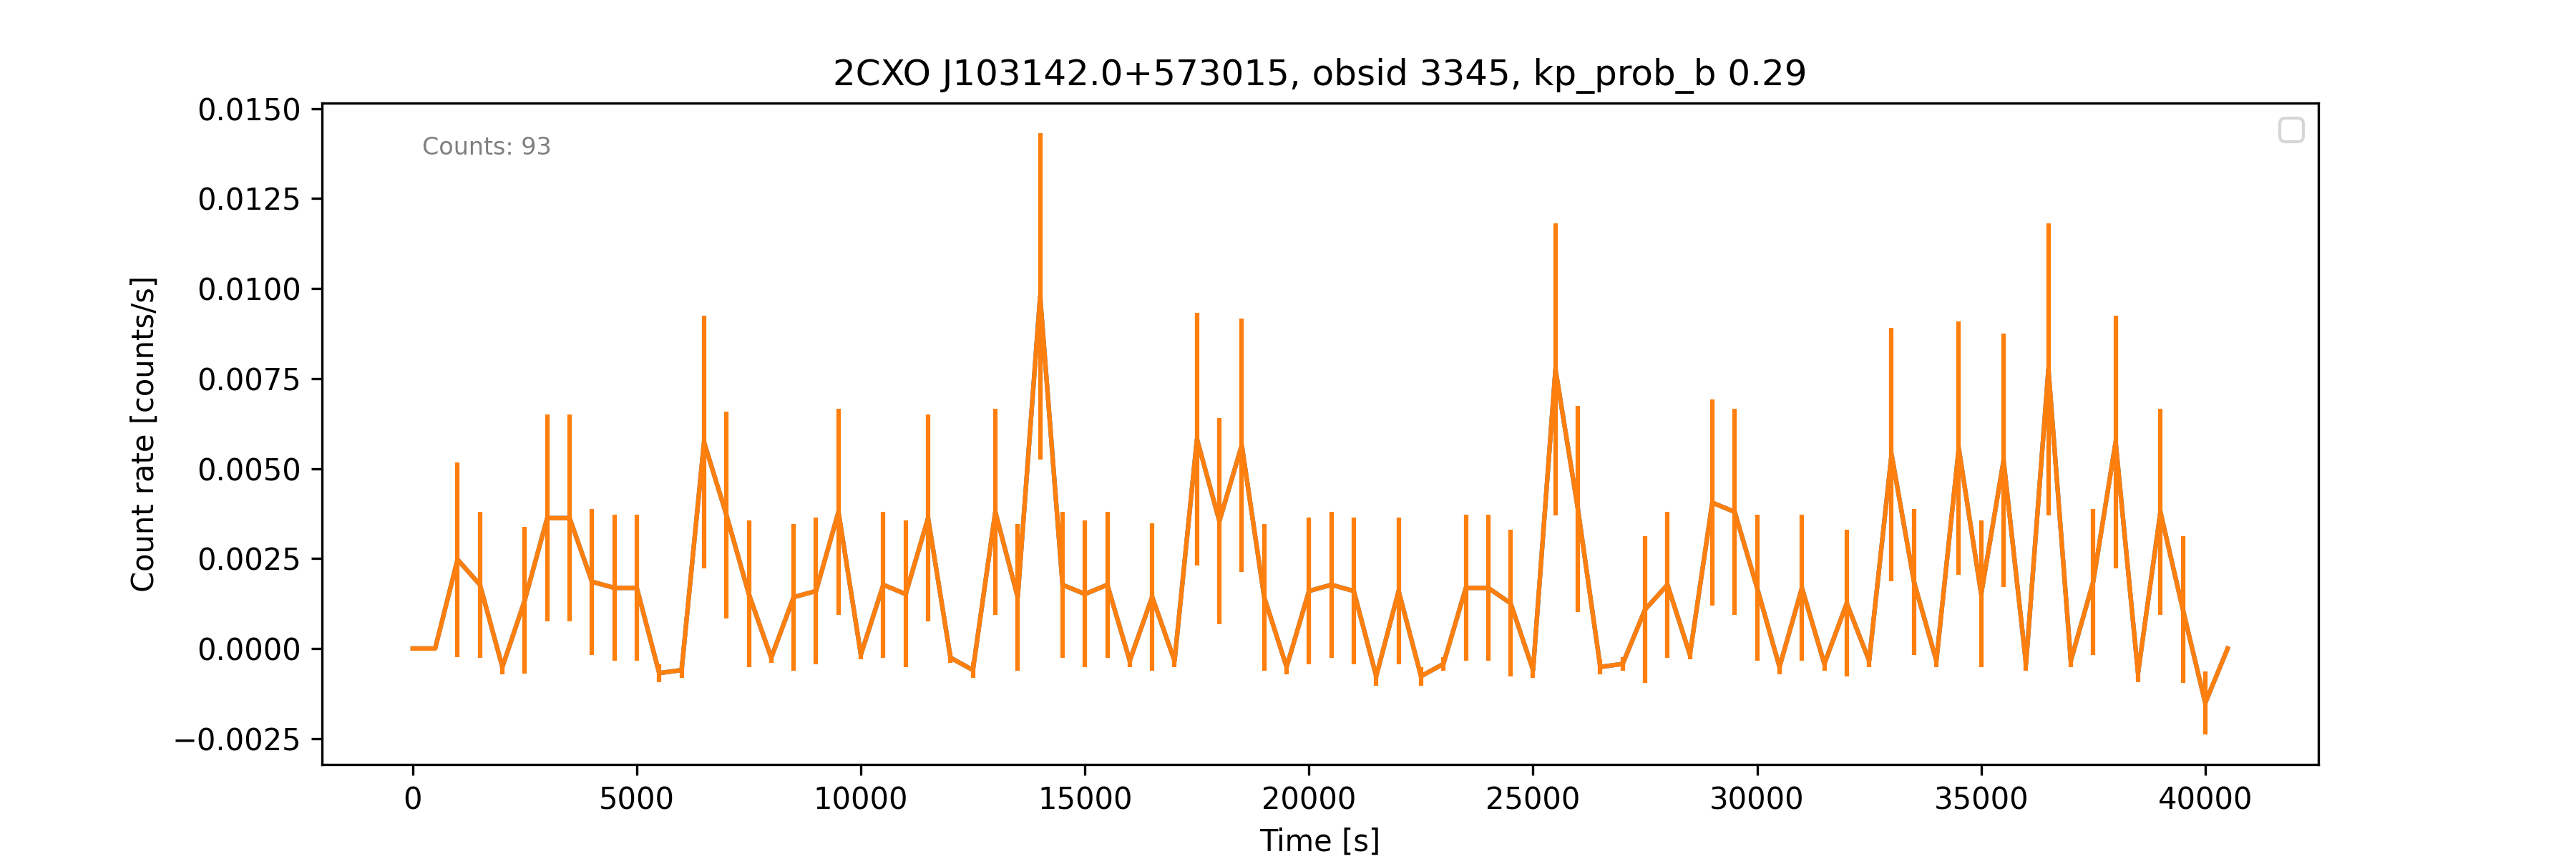 2CXO J103142.0+573015, obsid 3345, kp_prob_b 0.29
Counts: 93
Count rate [counts/s]
0.0150
0.0125
0.0100
0.0075
0.0050
0.0025
0.0000
−0.0025
0 5000 10000 15000 20000 25000 30000 35000 40000
Time [s]